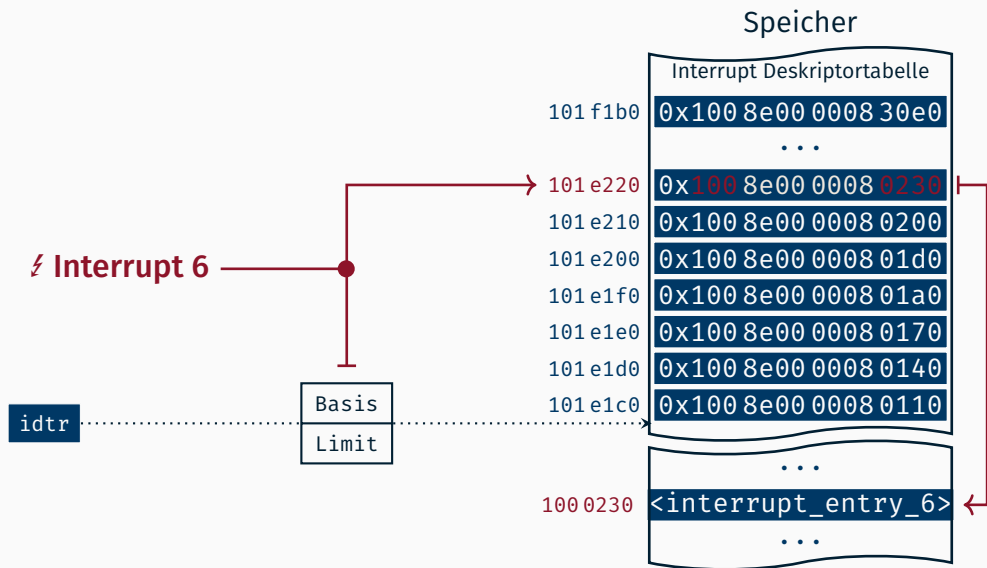 Speicher
Interrupt Deskriptortabelle
101 f1b0 0x100 8e00 0008 30e0
...
101 e220 0x100 8e00 0008 0230
101 e210 0x100 8e00 0008 0200
101 e200 0x100 8e00 0008 01d0
Interrupt 6
101 e1f0 0x100 8e00 0008 01a0
101 e1e0 0x100 8e00 0008 0170
101 e1d0 0x100 8e00 0008 0140
101 e1c0 0x100 8e00 0008 0110
Basis
idtr
Limit
...
100 0230 <interrupt_entry_6>
...